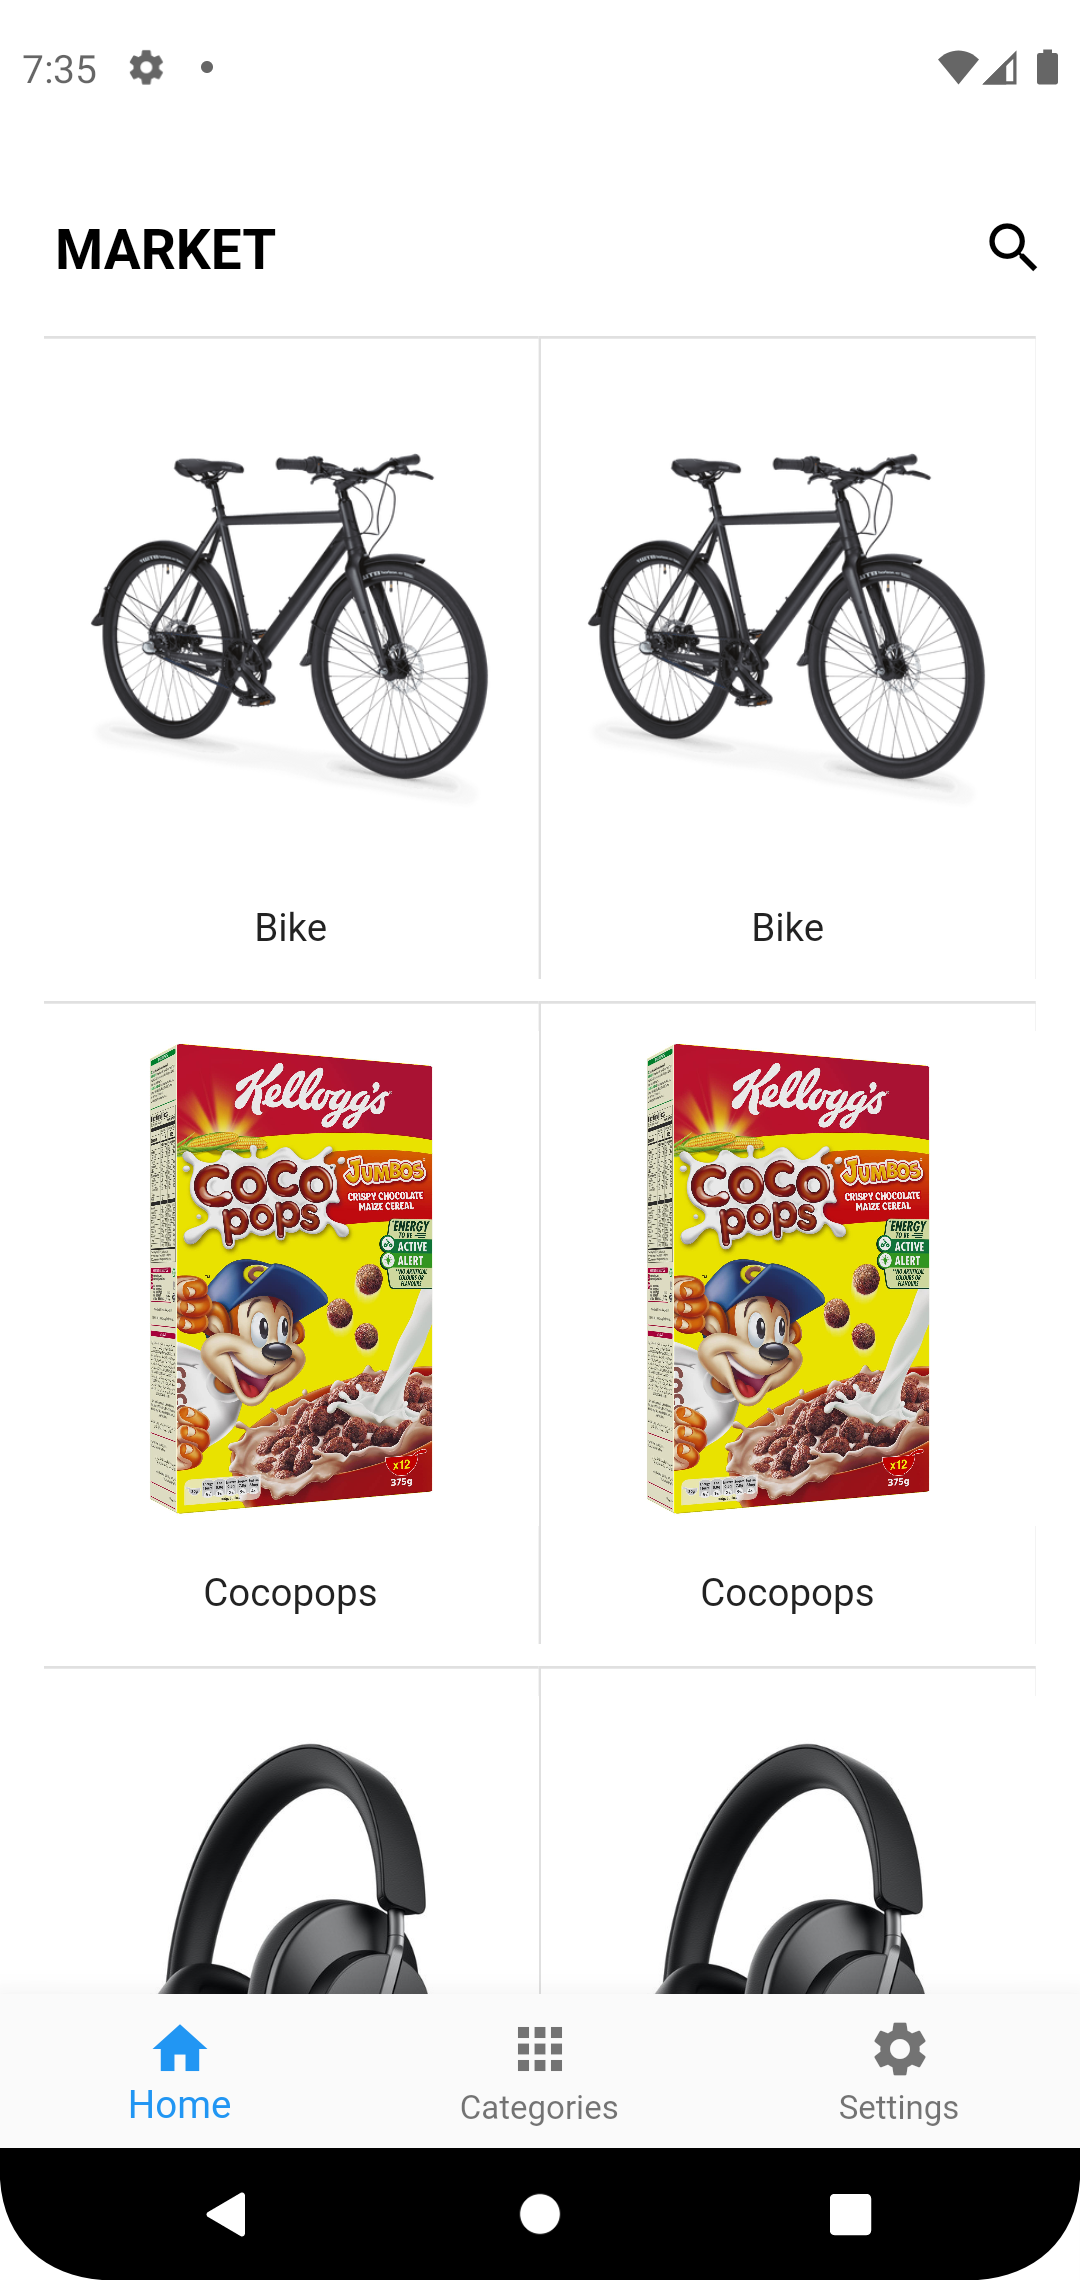 7:35
MARKET
Bike
Bike
Kellogg's
COCO
pops
JUMBOS
CRISPY CHOCOLATE
MAIZE CEREAL
ENERGY
TO BE
ACTIVE
ALERT
x12
375g
Kellogg's
COCO
pops
JUMBOS
CRISPY CHOCOLATE
MAIZE CEREAL
ENERGY
TO BE
ACTIVE
ALERT
x12
375g
Cocopops
Cocopops
Home
Categories
Settings